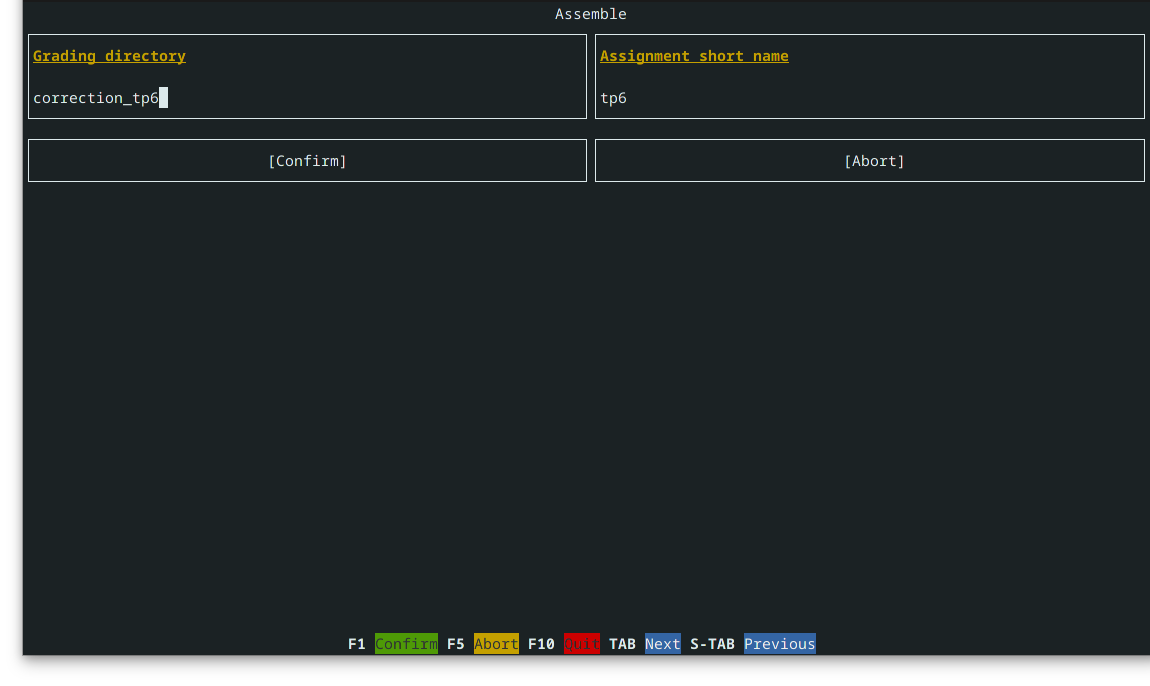 Assemble
Grading directory
Assignment short name
correction_tp6
tp6
[Confirm]
[Abort]
F1 Confirm F5 Abort F10 Quit TAB Next S-TAB Previous